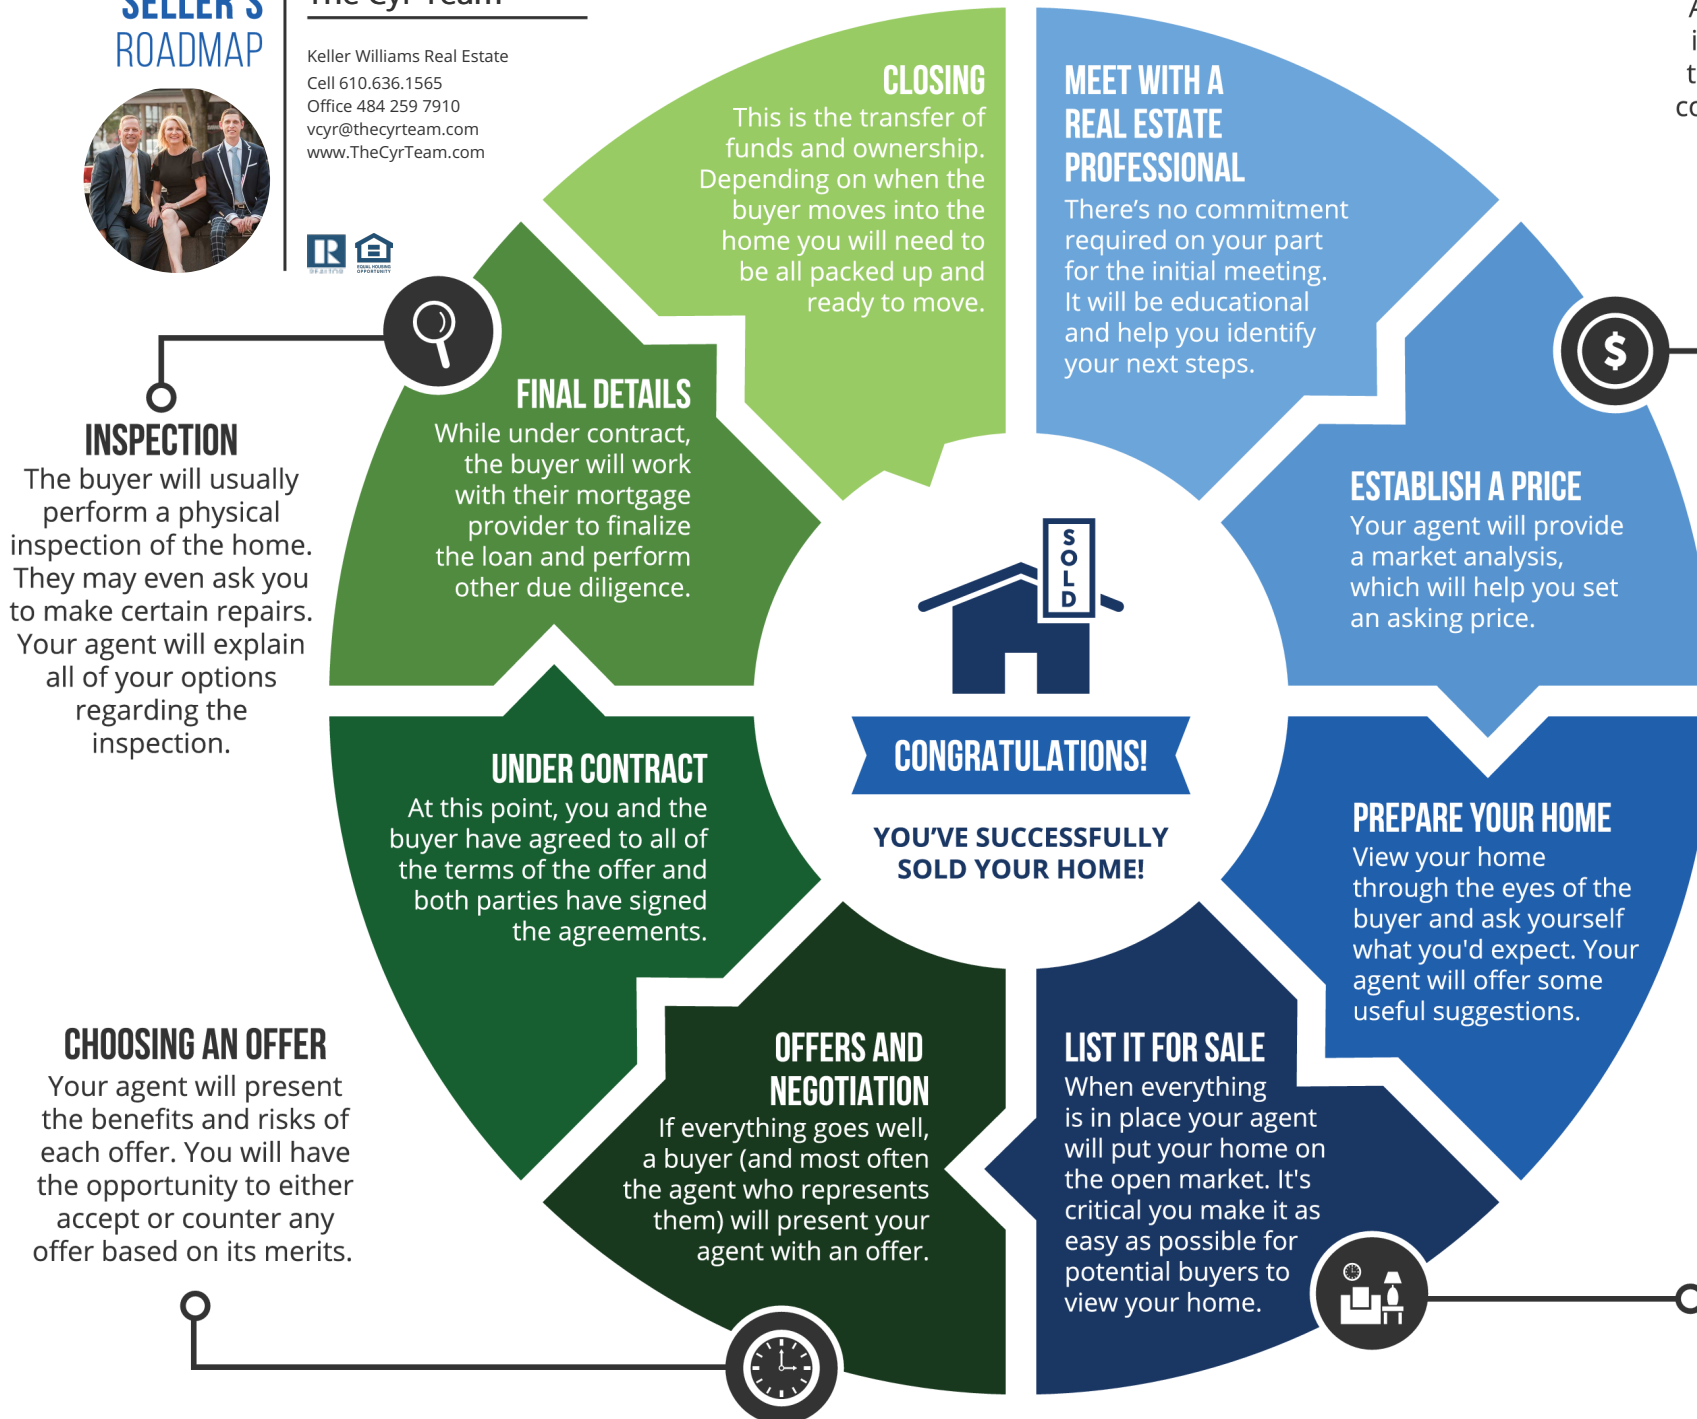 SELLER'S
ROADMAP
The Cyr Team
Keller Williams Real Estate
Cell 610.636.1565
Office 484 259 7910
vcyr@thecyrteam.com
www.TheCyrTeam.com
R
REALTOR
EQUAL HOUSING
OPPORTUNITY
CLOSING
This is the transfer of
funds and ownership.
Depending on when the
buyer moves into the
home you will need to
be all packed up and
ready to move.
MEET WITH A
REAL ESTATE
PROFESSIONAL
There’s no commitment
required on your part
for the initial meeting.
It will be educational
and help you identify
your next steps.
$
ESTABLISH A PRICE
Your agent will provide
a market analysis,
which will help you set
an asking price.
PREPARE YOUR HOME
View your home
through the eyes of the
buyer and ask yourself
what you'd expect. Your
agent will offer some
useful suggestions.
LIST IT FOR SALE
When everything
is in place your agent
will put your home on
the open market. It's
critical you make it as
easy as possible for
potential buyers to
view your home.
OFFERS AND
NEGOTIATION
If everything goes well,
a buyer (and most often
the agent who represents
them) will present your
agent with an offer.
CHOOSING AN OFFER
Your agent will present
the benefits and risks of
each offer. You will have
the opportunity to either
accept or counter any
offer based on its merits.
UNDER CONTRACT
At this point, you and the
buyer have agreed to all of
the terms of the offer and
both parties have signed
the agreements.
FINAL DETAILS
While under contract,
the buyer will work
with their mortgage
provider to finalize
the loan and perform
other due diligence.
INSPECTION
The buyer will usually
perform a physical
inspection of the home.
They may even ask you
to make certain repairs.
Your agent will explain
all of your options
regarding the
inspection.
SOLD
CONGRATULATIONS!
YOU’VE SUCCESSFULLY
SOLD YOUR HOME!